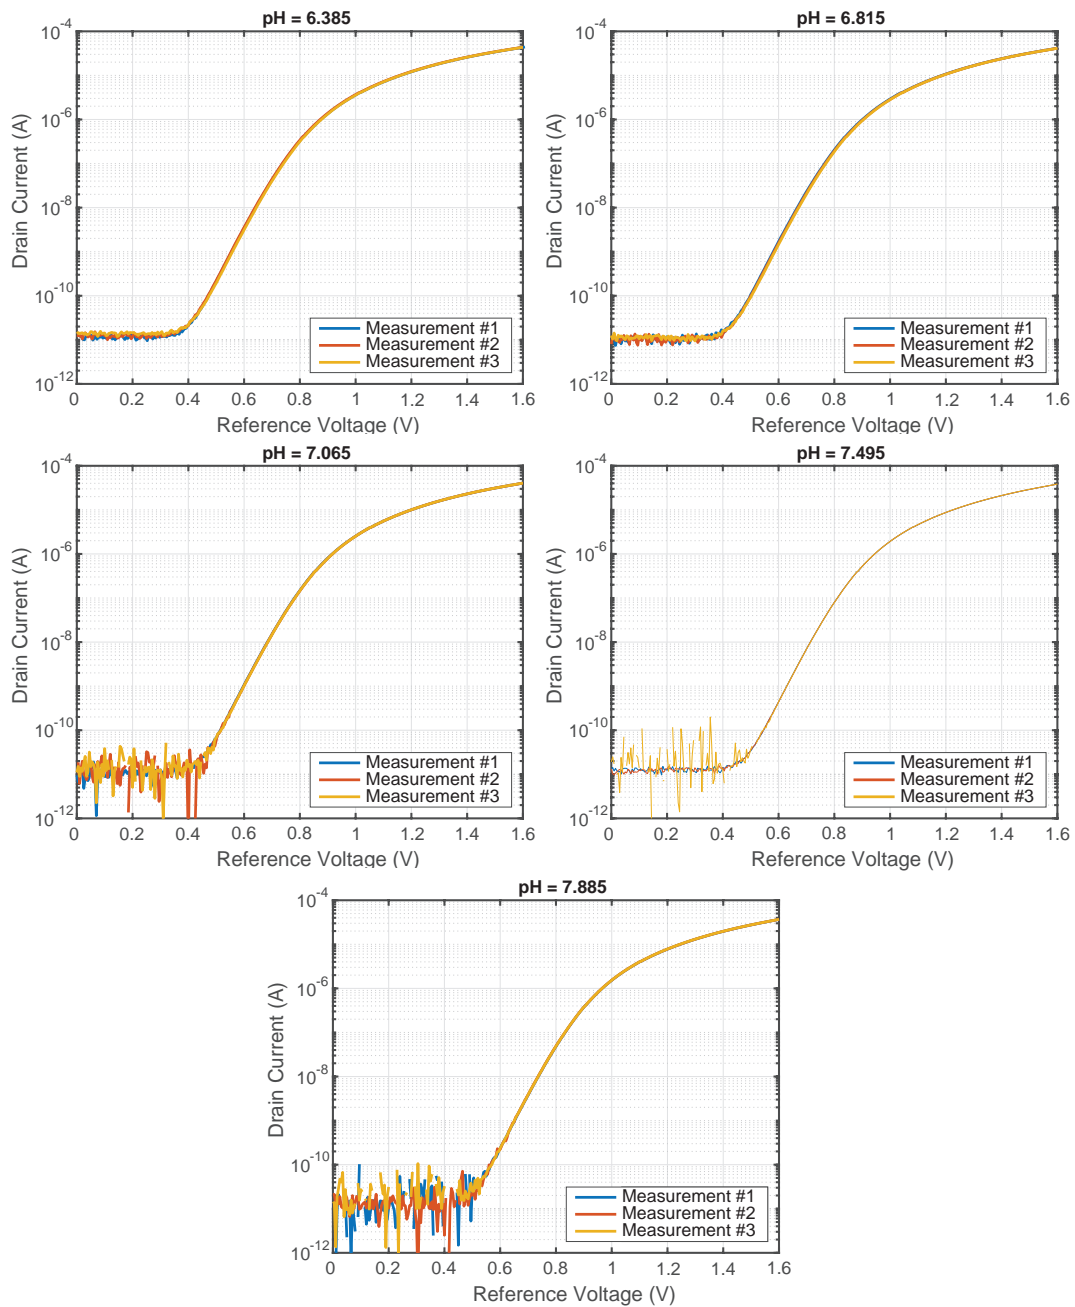 pH = 6.385
10^-4
10^-6
10^-8
10^-10
10^-12
Drain Current (A)
Measurement #1
Measurement #2
Measurement #3
0 0.2 0.4 0.6 0.8 1 1.2 1.4 1.6
Reference Voltage (V)
pH = 6.815
10^-4
10^-6
10^-8
10^-10
10^-12
Drain Current (A)
Measurement #1
Measurement #2
Measurement #3
0 0.2 0.4 0.6 0.8 1 1.2 1.4 1.6
Reference Voltage (V)
pH = 7.065
10^-4
10^-6
10^-8
10^-10
10^-12
Drain Current (A)
Measurement #1
Measurement #2
Measurement #3
0 0.2 0.4 0.6 0.8 1 1.2 1.4 1.6
Reference Voltage (V)
pH = 7.495
10^-4
10^-6
10^-8
10^-10
10^-12
Drain Current (A)
Measurement #1
Measurement #2
Measurement #3
0 0.2 0.4 0.6 0.8 1 1.2 1.4 1.6
Reference Voltage (V)
pH = 7.885
10^-4
10^-6
10^-8
10^-10
10^-12
Drain Current (A)
Measurement #1
Measurement #2
Measurement #3
0 0.2 0.4 0.6 0.8 1 1.2 1.4 1.6
Reference Voltage (V)